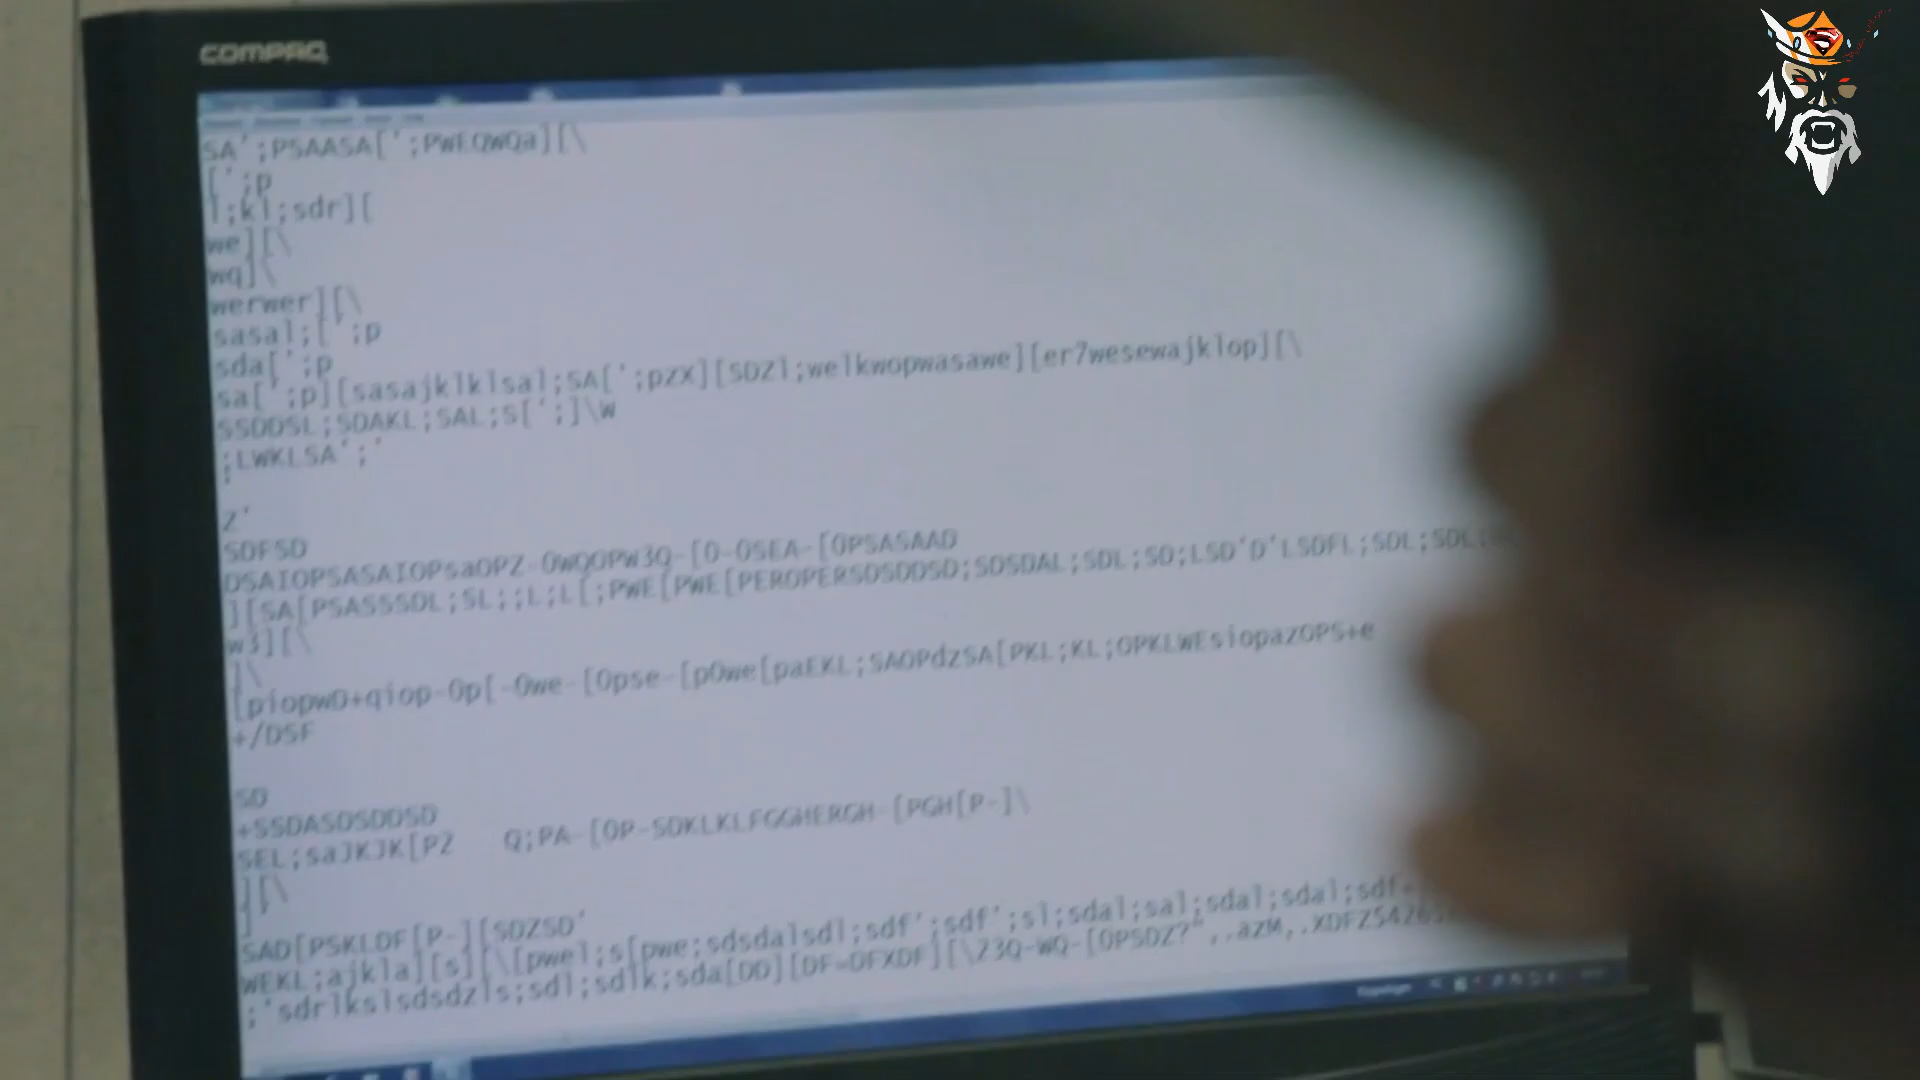 COMPAQ
SA';PSAASA[';PWEQWQa][\
[';p
l;kl;sdr][
we][\
wq]\
werwer][\
sasal;[';p
sda[';p
sa[';p][sasajklklsal;SA[';pzX][SDZl;welkwopwasawe][er7wesewajklop][\
SSDDSL;SDAKL;SAL;S[';]\W
;LWKLSA';'
;
Z'
SDFSD
DSAIOPSASAIOPsaOPZ-0WQOPW3Q-[0-0SEA-[0PSASAAD
][SA[PSASSSDL;SL;;L;L[;PWE[PWE[PEROPERSDSDDSD;SDSDAL;SDL;SD;LSD'D'LSDFL;SDL;SDL;
w3][\
]\
[piopw0+qiop-0p[-0we-[0pse-[p0we[paEKL;SAOPdzSA[PKL;KL;OPKLWEsiopazOPS+e
+/DSF
SD
+SSDASDSDDSD
SEL;saJKJK[PZ Q;PA-[OP-SDKLKLFGGHERGH-[PGH[P-]\
][\
]
SAD[PSKLDF[P-][SDZSD'
WEKL;ajkla][s][\[pwel;s[pwe;sdsdalsdl;sdf';sdf';sl;sdal;sal;sdal;sdal;sdf
;'sdrlkslsdsdzls;sdl;sdlk;sda[DD][DF=DFXDF][\23Q-WQ-[0PSDZ?",.azM,.XDFZS426